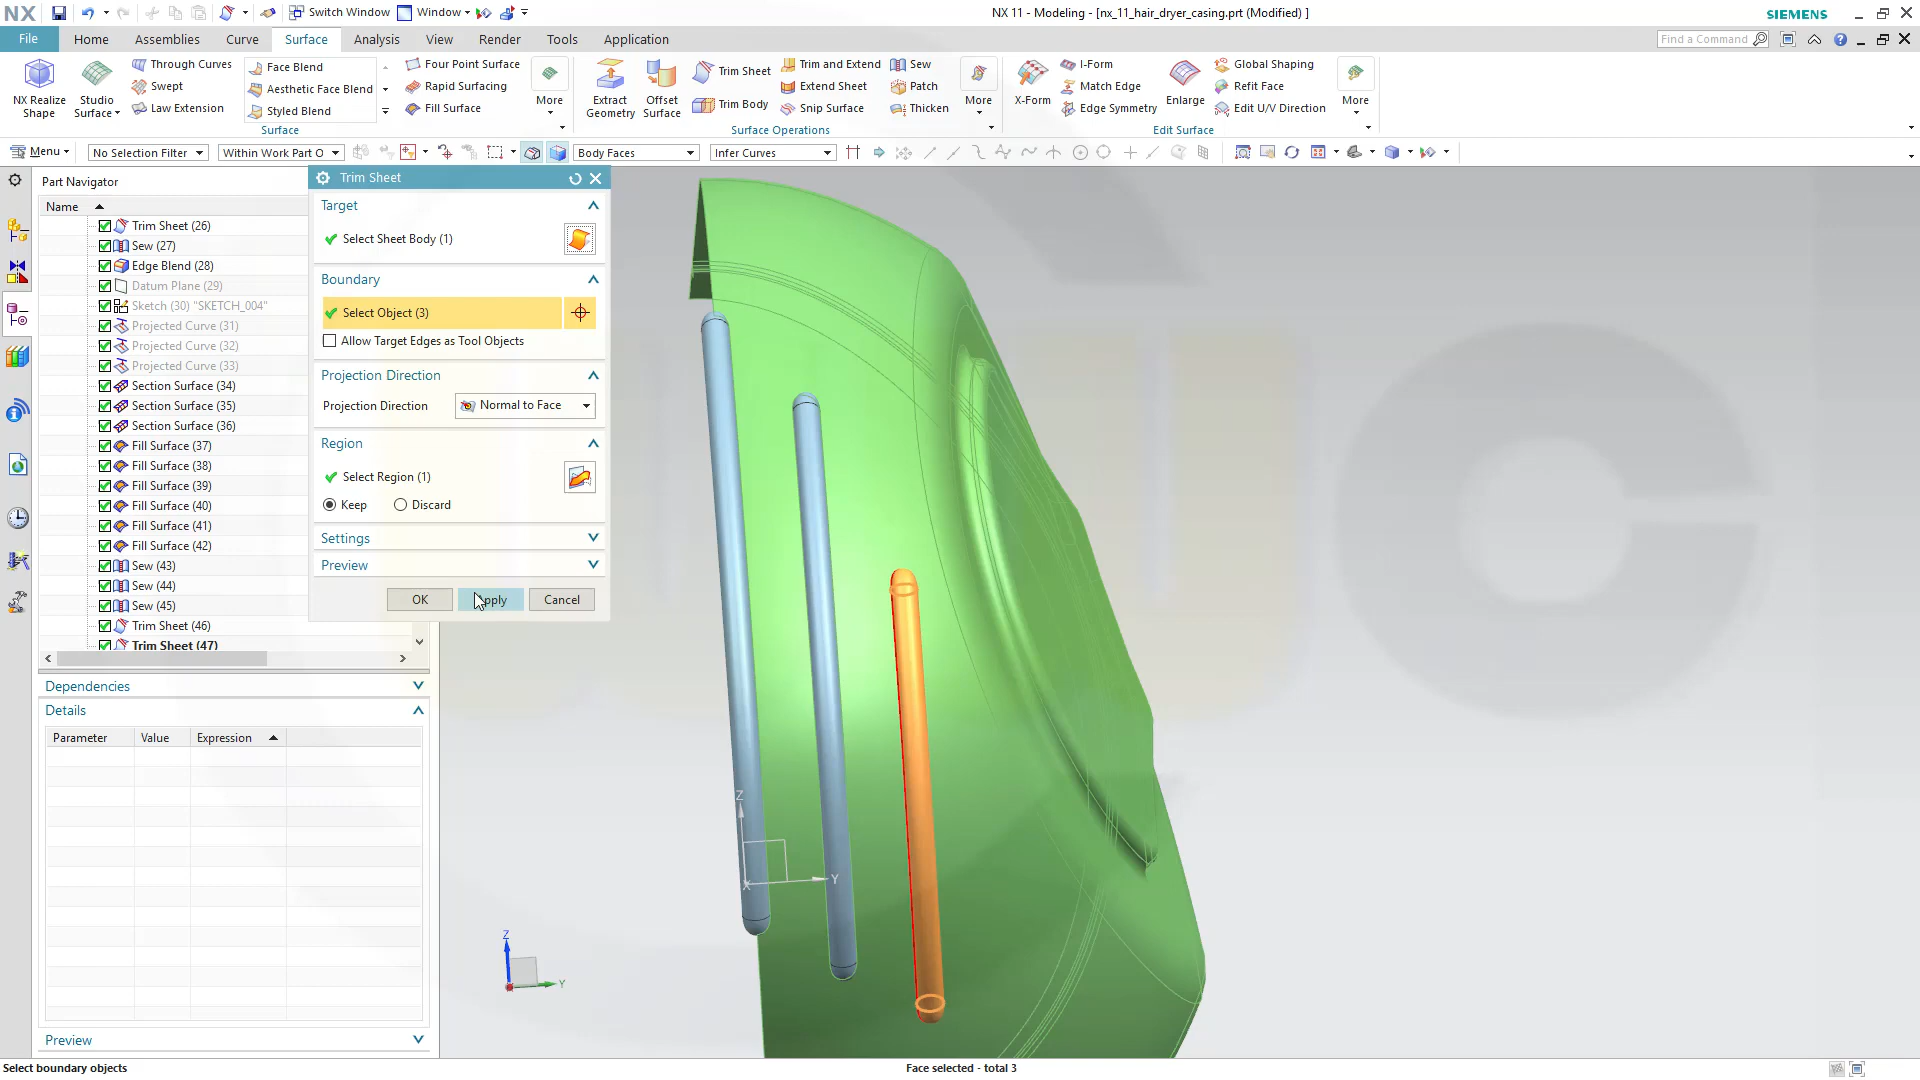 NX
Switch Window
Window
NX 11 - Modeling - [nx_11_hair_dryer_casing.prt (Modified) ]
SIEMENS
File
Home
Assemblies
Curve
Surface
Analysis
View
Render
Tools
Application
Find a Command
NX Realize Shape
Studio Surface
Through Curves
Swept
Law Extension
Face Blend
Aesthetic Face Blend
Styled Blend
Four Point Surface
Rapid Surfacing
Fill Surface
More
Surface
Extract Geometry
Offset Surface
Trim Sheet
Trim Body
Trim and Extend
Extend Sheet
Snip Surface
Sew
Patch
Thicken
More
Surface Operations
X-Form
I-Form
Match Edge
Edge Symmetry
Enlarge
Global Shaping
Refit Face
Edit U/V Direction
More
Edit Surface
Menu
No Selection Filter
Within Work Part O
Body Faces
Infer Curves
Part Navigator
Name
Trim Sheet (26)
Sew (27)
Edge Blend (28)
Datum Plane (29)
Sketch (30) "SKETCH_004"
Projected Curve (31)
Projected Curve (32)
Projected Curve (33)
Section Surface (34)
Section Surface (35)
Section Surface (36)
Fill Surface (37)
Fill Surface (38)
Fill Surface (39)
Fill Surface (40)
Fill Surface (41)
Fill Surface (42)
Sew (43)
Sew (44)
Sew (45)
Trim Sheet (46)
Trim Sheet (47)
Dependencies
Details
Parameter
Value
Expression
Preview
Trim Sheet
Target
Select Sheet Body (1)
Boundary
Select Object (3)
Allow Target Edges as Tool Objects
Projection Direction
Projection Direction
Normal to Face
Region
Select Region (1)
Keep
Discard
Settings
Preview
OK
Apply
Cancel
Z
Y
X
Z
Y
Select boundary objects
Face selected - total 3